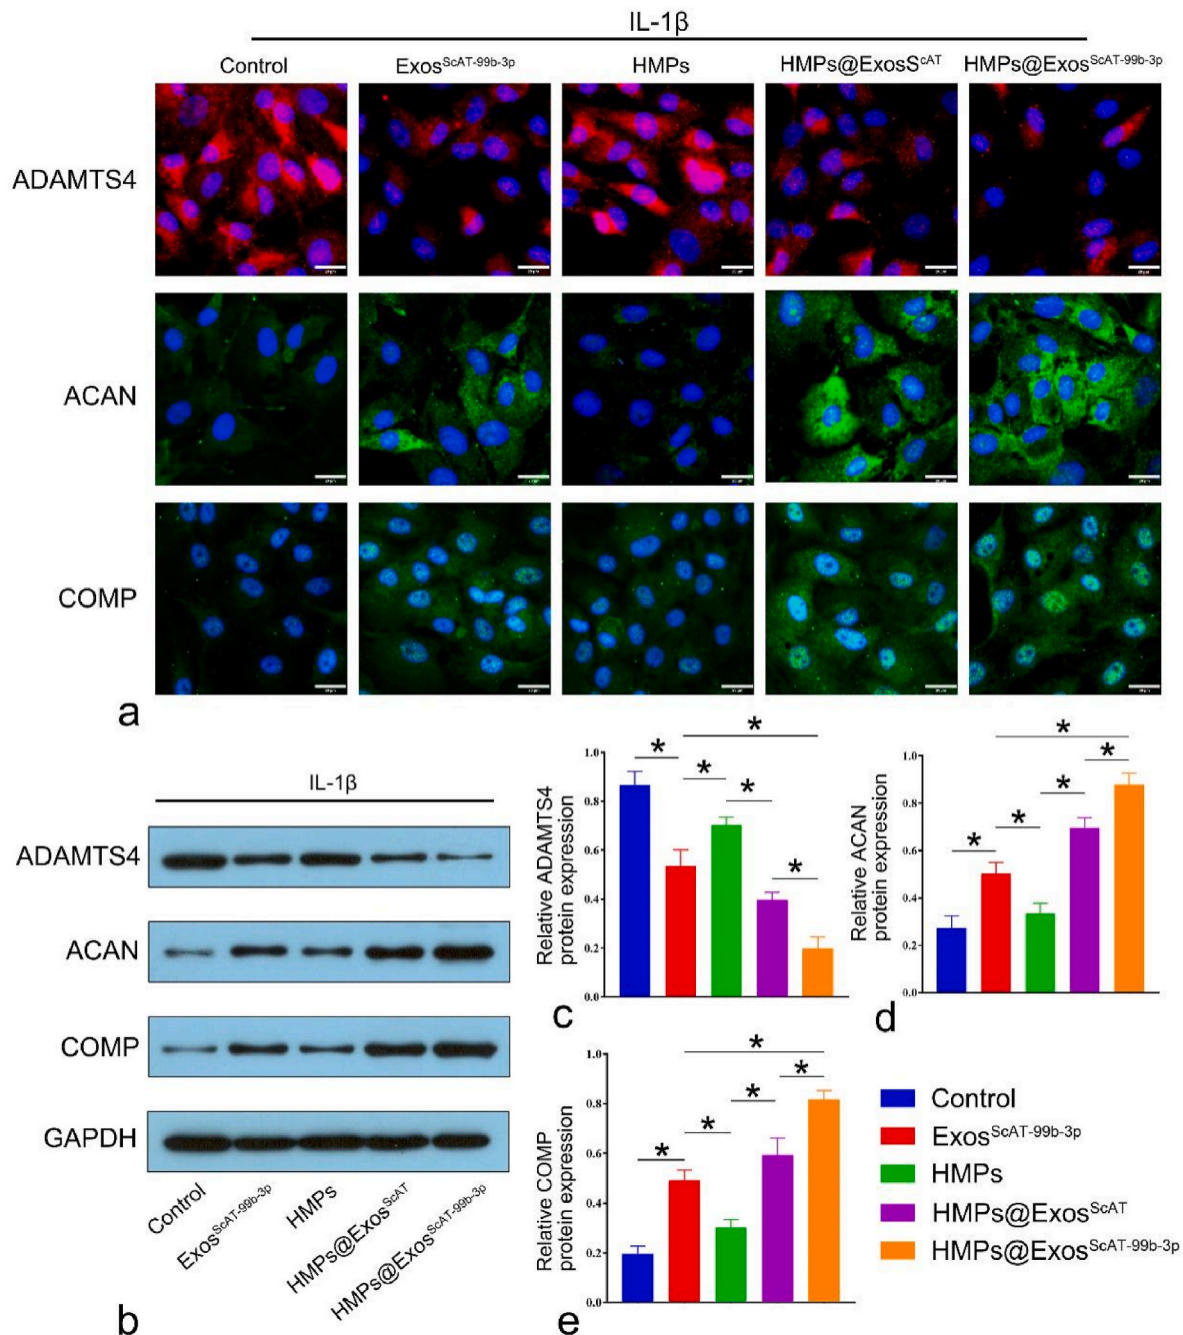 IL-1β
Control Exos^ScAT-99b-3p HMPs HMPs@ExosS^cAT HMPs@Exos^ScAT-99b-3p
ADAMTS4
ACAN
COMP
a
IL-1β
ADAMTS4
ACAN
COMP
GAPDH
Control Exos^ScAT-99b-3p HMPs HMPs@Exos^ScAT HMPs@Exos^ScAT-99b-3p
b
Relative ADAMTS4
protein expression
1.0
0.8
0.6
0.4
0.2
0.0
* * * * *
c
Relative ACAN
protein expression
1.0
0.8
0.6
0.4
0.2
0.0
* * * * *
d
Relative COMP
protein expression
1.0
0.8
0.6
0.4
0.2
0.0
* * * * *
e
Control
Exos^ScAT-99b-3p
HMPs
HMPs@Exos^ScAT
HMPs@Exos^ScAT-99b-3p